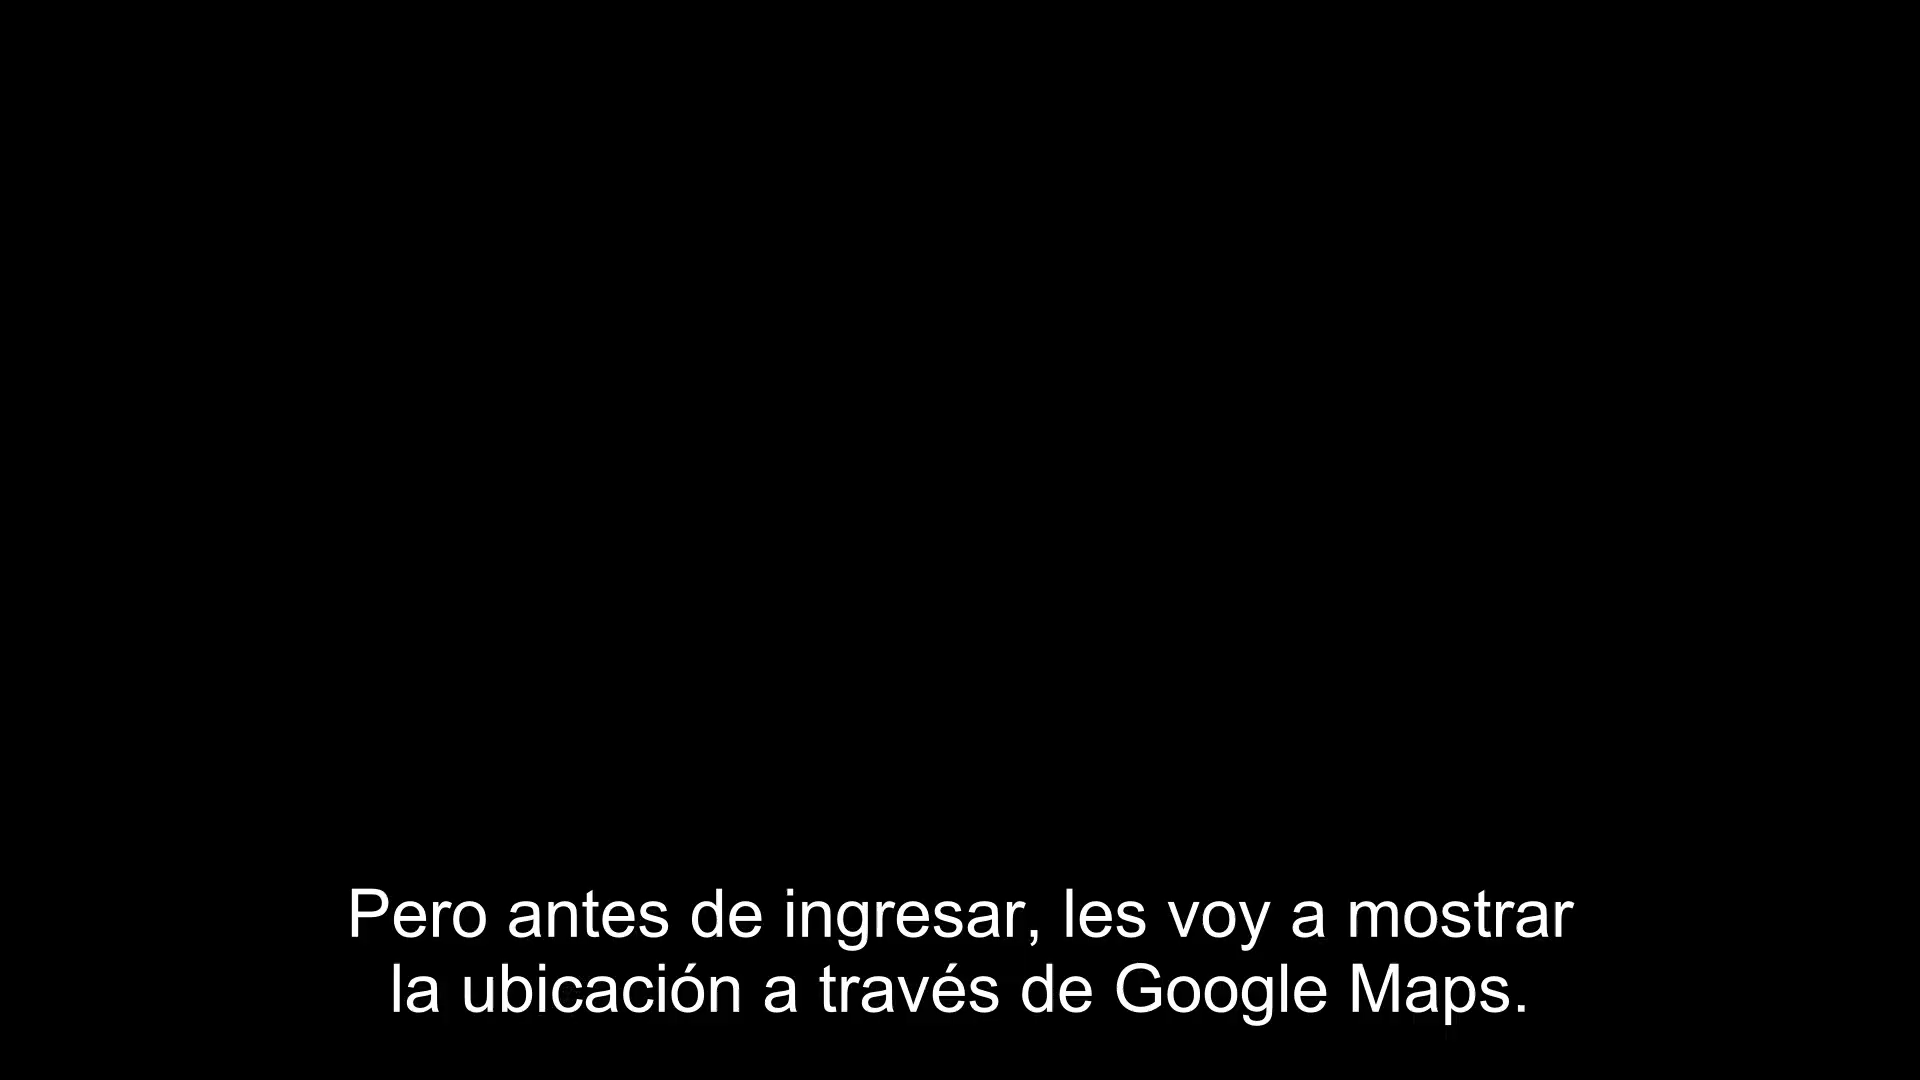 Pero antes de ingresar, les voy a mostrar
la ubicación a través de Google Maps.